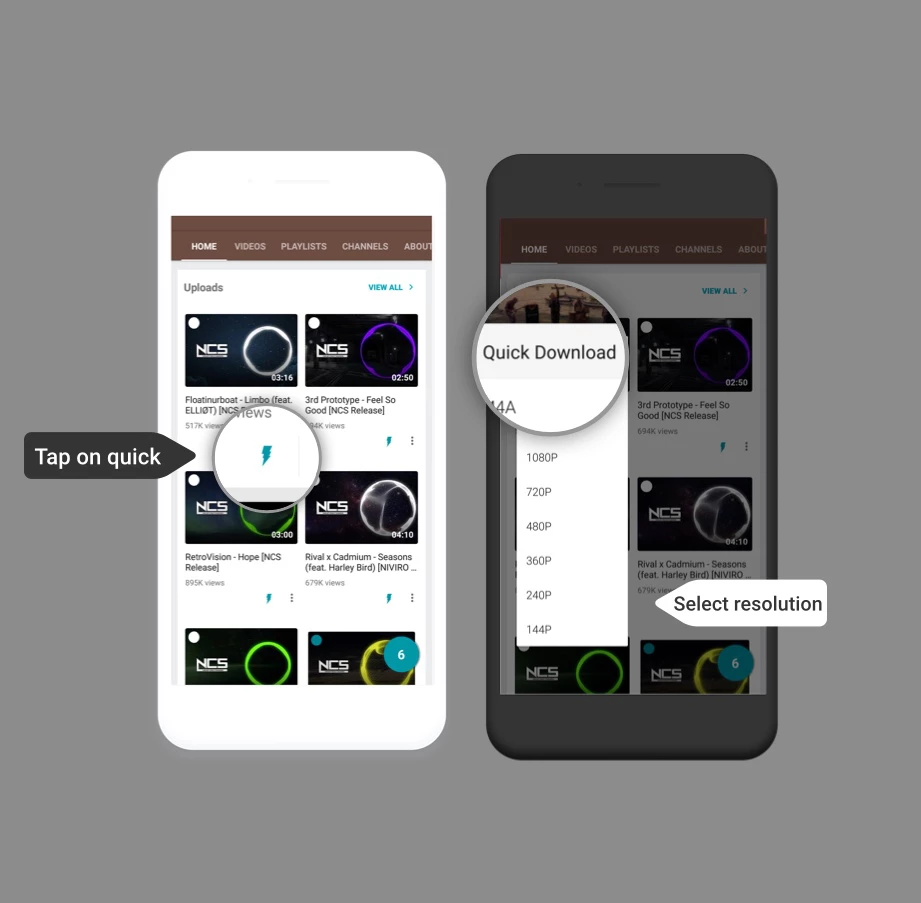 HOME VIDEOS PLAYLISTS CHANNELS ABOUT
Uploads
VIEW ALL >
NCS
03:16
NCS
02:50
Floatinurboat - Limbo (feat.
ELLIØT) [NCS
517K views
3rd Prototype - Feel So
Good [NCS Release]
94K views
views
Tap on quick
NCS
03:00
NCS
04:10
RetroVision - Hope [NCS
Release]
895K views
Rival x Cadmium - Seasons
(feat. Harley Bird) [NIVIRO ...
679K views
NCS
NCS
6
HOME VIDEOS PLAYLISTS CHANNELS ABOUT
VIEW ALL >
Quick Download
44A
1080P
720P
480P
360P
240P
144P
NCS
02:50
3rd Prototype - Feel So
Good [NCS Release]
694K views
NCS
04:10
Rival x Cadmium - Seasons
(feat. Harley Bird) [NIVIRO ...
679K view
Select resolution
NCS
NCS
6